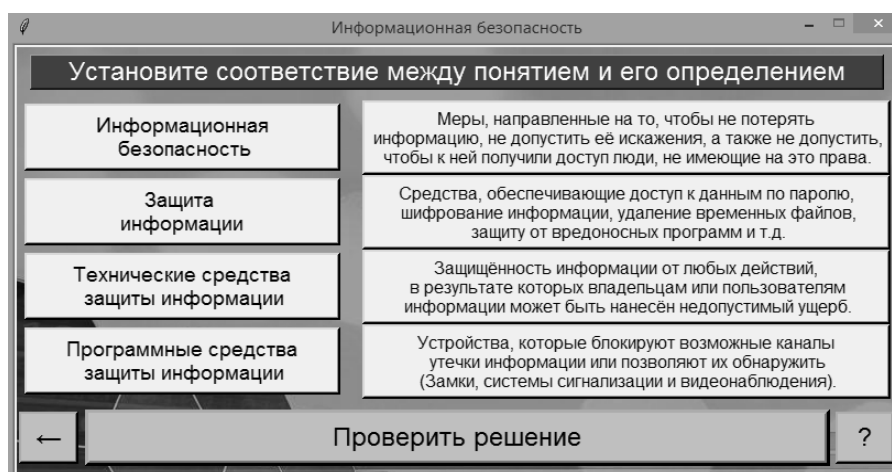 Информационная безопасность
Установите соответствие между понятием и его определением
Информационная
безопасность
Меры, направленные на то, чтобы не потерять
информацию, не допустить её искажения, а также не допустить,
чтобы к ней получили доступ люди, не имеющие на это права.
Защита
информации
Средства, обеспечивающие доступ к данным по паролю,
шифрование информации, удаление временных файлов,
защиту от вредоносных программ и т.д.
Технические средства
защиты информации
Защищённость информации от любых действий,
в результате которых владельцам или пользователям
информации может быть нанесён недопустимый ущерб.
Программные средства
защиты информации
Устройства, которые блокируют возможные каналы
утечки информации или позволяют их обнаружить
(Замки, системы сигнализации и видеонаблюдения).
← Проверить решение ?